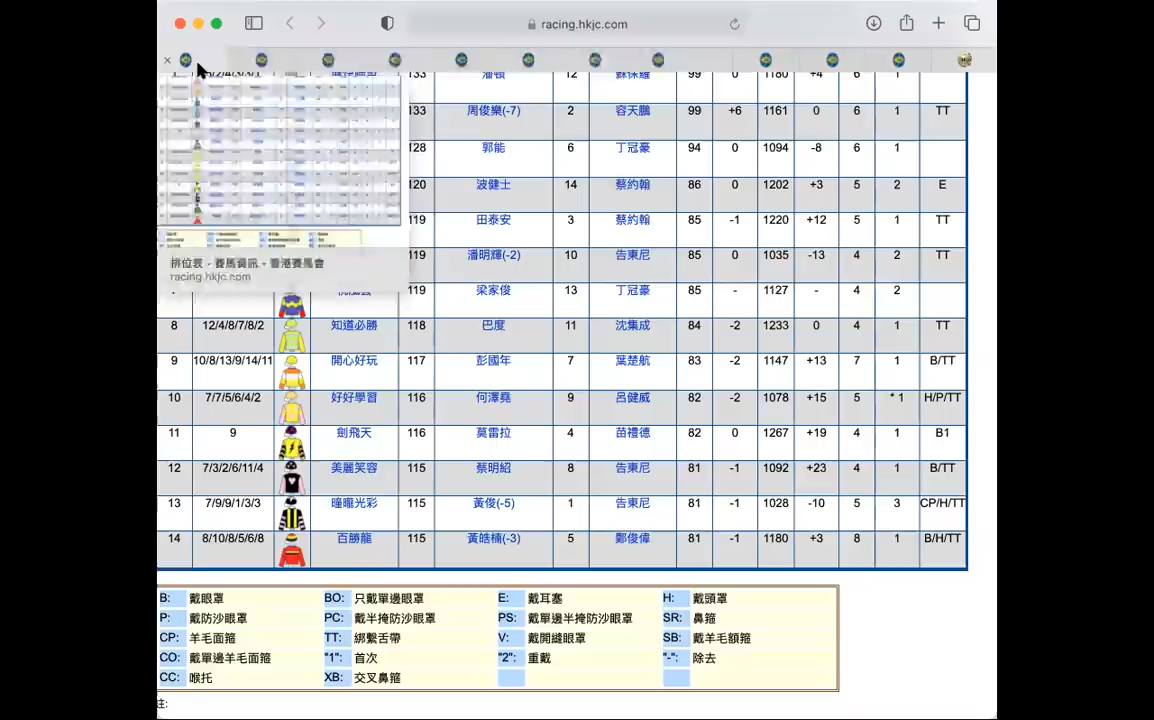 racing.hkjc.com
133 潘頓 12 蘇保羅 99 0 1180 +4 6 1
133 周俊樂(-7) 2 容天鵬 99 +6 1161 0 6 1 TT
128 郭能 6 丁冠豪 94 0 1094 -8 6 1
120 波健士 14 蔡約翰 86 0 1202 +3 5 2 E
119 田泰安 3 蔡約翰 85 -1 1220 +12 5 1 TT
119 潘明輝(-2) 10 告東尼 85 0 1035 -13 4 2 TT
排位表 - 賽馬資訊 - 香港賽馬會
racing.hkjc.com
119 梁家俊 13 丁冠豪 85 - 1127 - 4 2
8 12/4/8/7/8/2 知道必勝 118 巴度 11 沈集成 84 -2 1233 0 4 1 TT
9 10/8/13/9/14/11 開心好玩 117 彭國年 7 葉楚航 83 -2 1147 +13 7 1 B/TT
10 7/7/5/6/4/2 好好學習 116 何澤堯 9 呂健威 82 -2 1078 +15 5 * 1 H/P/TT
11 9 劍飛天 116 莫雷拉 4 苗禮德 82 0 1267 +19 4 1 B1
12 7/3/2/6/11/4 美麗笑容 115 蔡明紹 8 告東尼 81 -1 1092 +23 4 1 B/TT
13 7/9/9/1/3/3 瞳瞳光彩 115 黃俊(-5) 1 告東尼 81 -1 1028 -10 5 3 CP/H/TT
14 8/10/8/5/6/8 百勝龍 115 黃皓楠(-3) 5 鄭俊偉 81 -1 1180 +3 8 1 B/H/TT
B: 戴眼罩 BO: 只戴單邊眼罩 E: 戴耳塞 H: 戴頭罩
P: 戴防沙眼罩 PC: 戴半掩防沙眼罩 PS: 戴單邊半掩防沙眼罩 SR: 鼻箍
CP: 羊毛面箍 TT: 綁繫舌帶 V: 戴開縫眼罩 SB: 戴羊毛額箍
CO: 戴單邊羊毛面箍 "1": 首次 "2": 重戴 "-": 除去
CC: 喉托 XB: 交叉鼻箍
註: